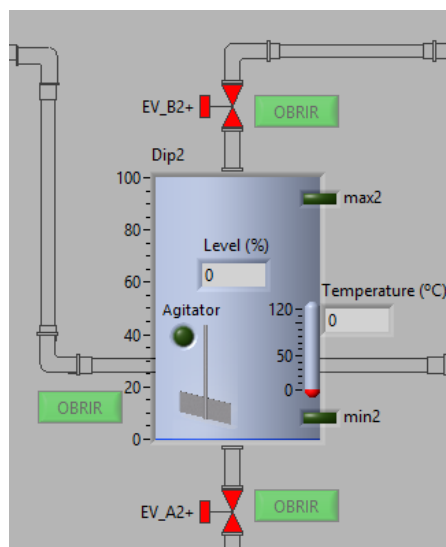 EV_B2+
OBRIR
Dip2
100
80
60
40
20
0
max2
Level (%)
0
Temperature (ºC)
0
120
50
0
Agitator
OBRIR
min2
EV_A2+
OBRIR